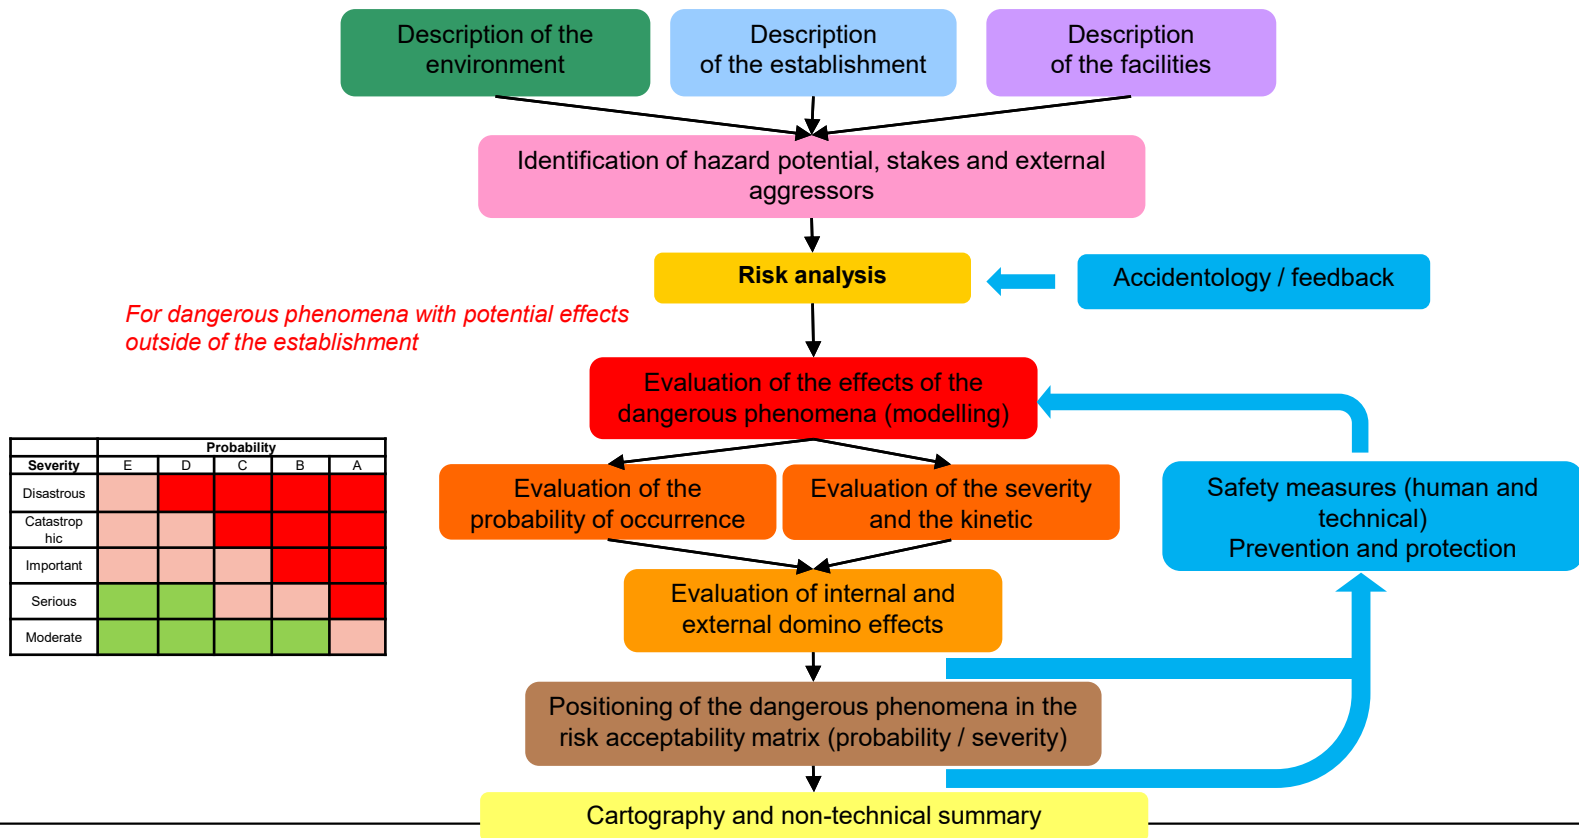 Description of the
environment
Description
of the establishment
Description
of the facilities
Identification of hazard potential, stakes and external
aggressors
Risk analysis
Accidentology / feedback
For dangerous phenomena with potential effects
outside of the establishment
Evaluation of the effects of the
dangerous phenomena (modelling)
Probability
Severity E D C B A
Disastrous
Catastrop
hic
Important
Serious
Moderate
Evaluation of the
probability of occurrence
Evaluation of the severity
and the kinetic
Safety measures (human and
technical)
Prevention and protection
Evaluation of internal and
external domino effects
Positioning of the dangerous phenomena in the
risk acceptability matrix (probability / severity)
Cartography and non-technical summary